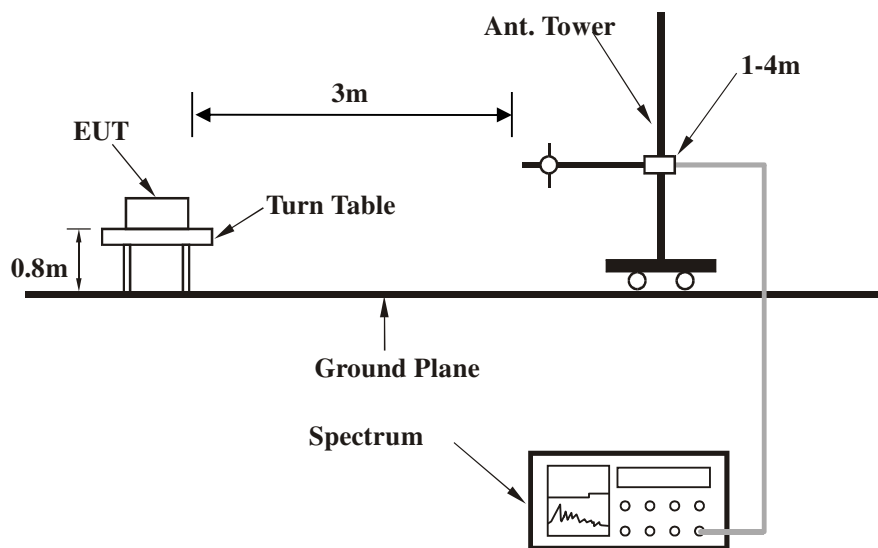 Ant. Tower
1-4m
3m
EUT
Turn Table
0.8m
Ground Plane
Spectrum